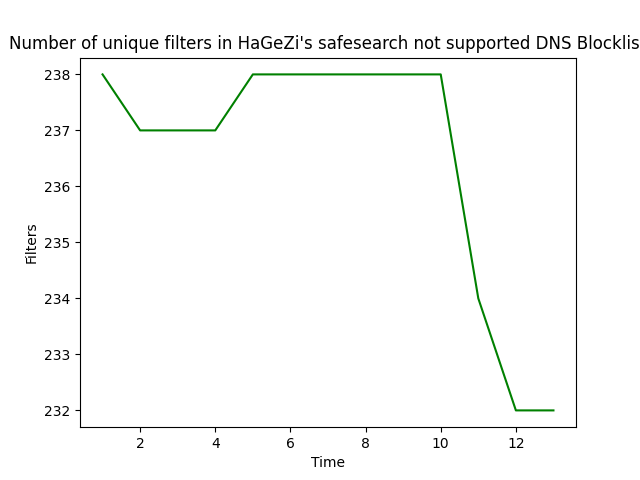 Number of unique filters in HaGeZi's safesearch not supported DNS Blocklis
238
237
236
235
234
233
232
Filters
2 4 6 8 10 12
Time